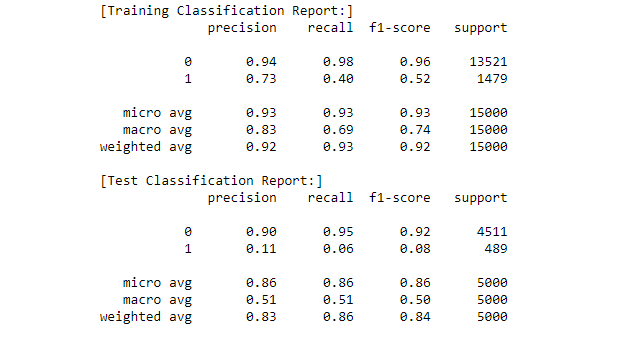 [Training Classification Report:]
precision recall f1-score support
0 0.94 0.98 0.96 13521
1 0.73 0.40 0.52 1479
micro avg 0.93 0.93 0.93 15000
macro avg 0.83 0.69 0.74 15000
weighted avg 0.92 0.93 0.92 15000
[Test Classification Report:]
precision recall f1-score support
0 0.90 0.95 0.92 4511
1 0.11 0.06 0.08 489
micro avg 0.86 0.86 0.86 5000
macro avg 0.51 0.51 0.50 5000
weighted avg 0.83 0.86 0.84 5000